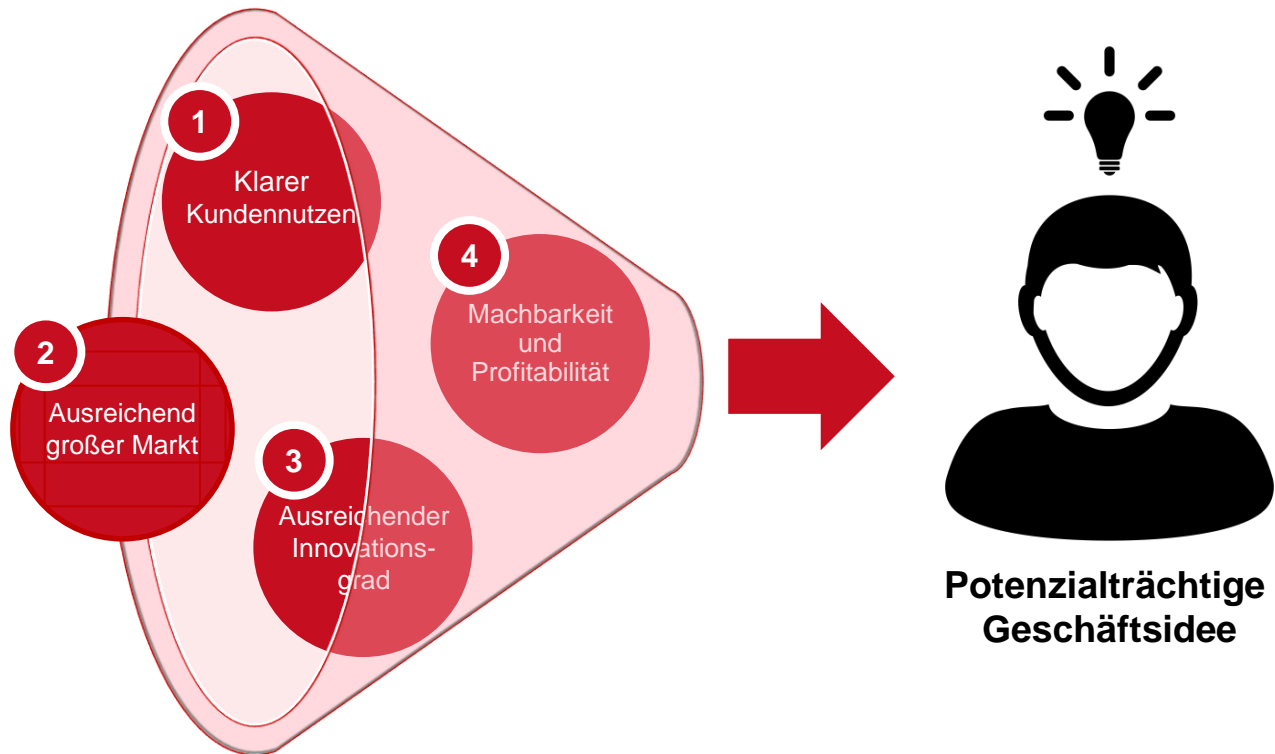 1
Klarer
Kundennutzen
2
Ausreichend
großer Markt
3
Ausreichender
Innovations-
grad
4
Machbarkeit
und
Profitabilität
Potenzialträchtige
Geschäftsidee